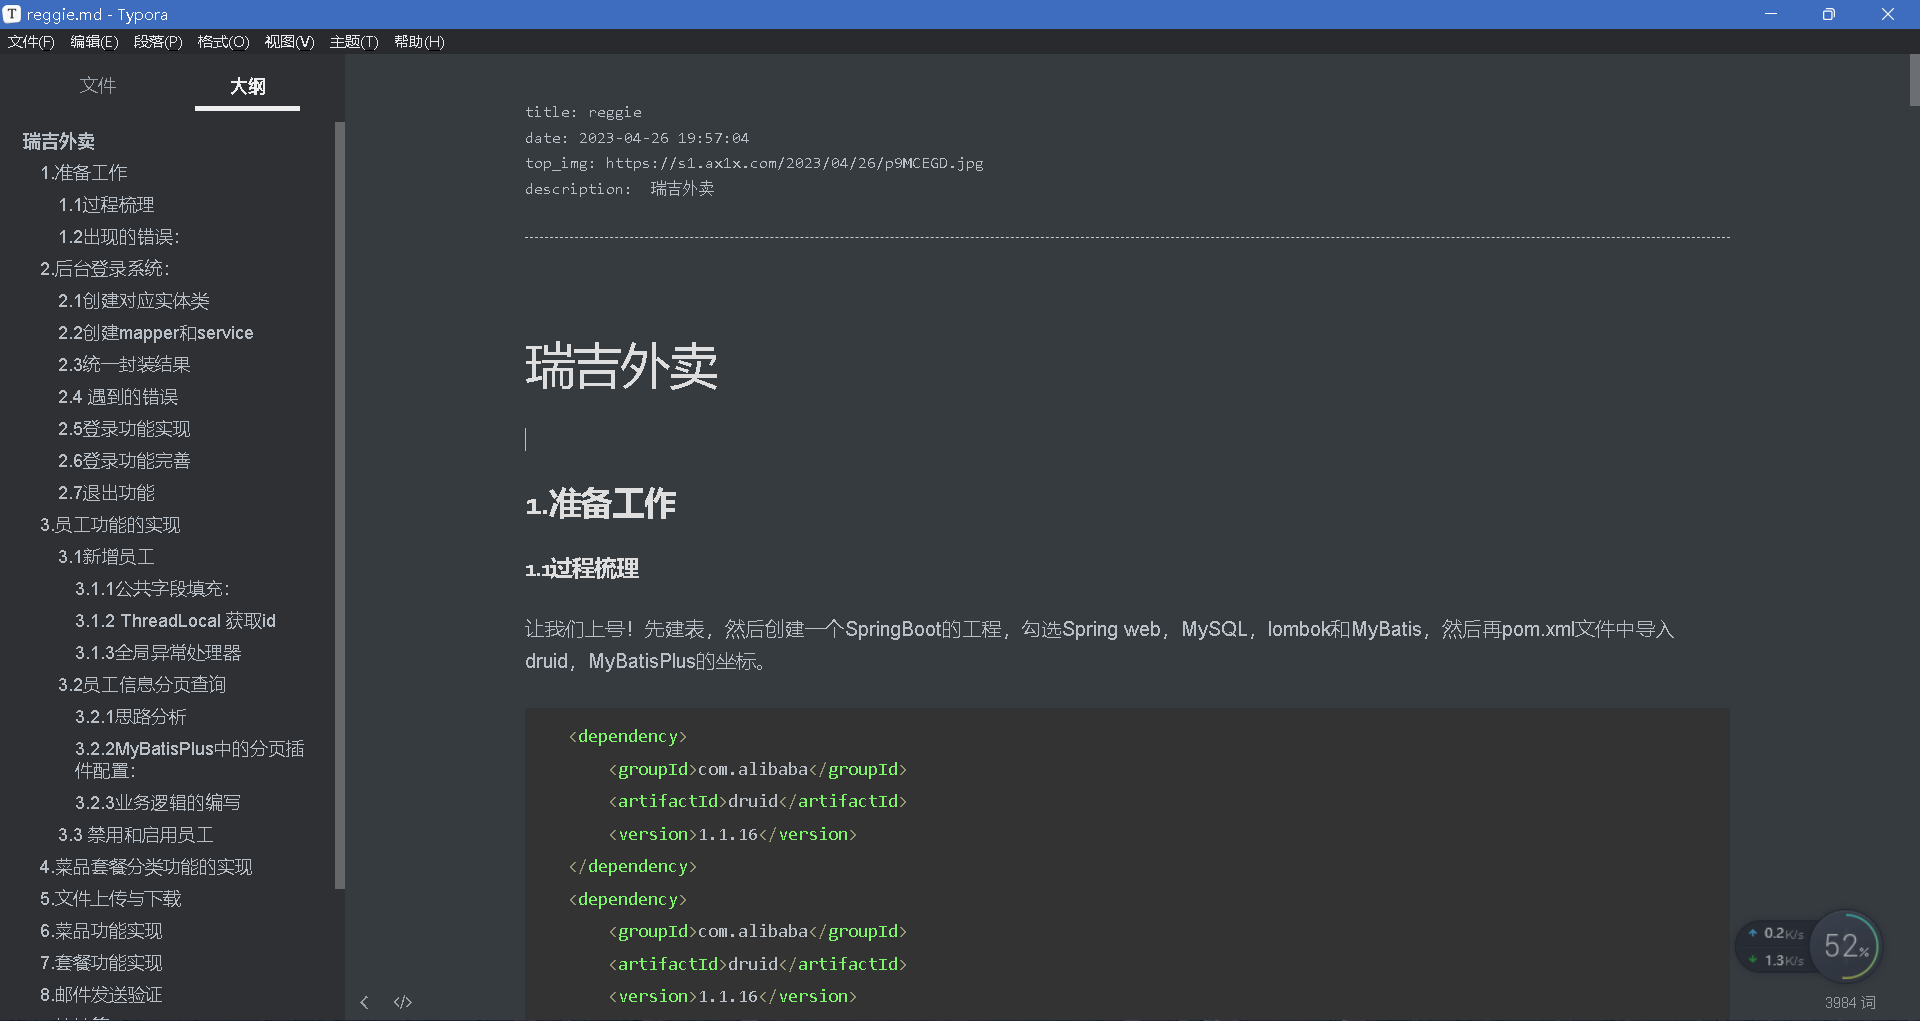 reggie.md - Typora
文件(F) 编辑(E) 段落(P) 格式(O) 视图(V) 主题(T) 帮助(H)
文件 大纲
瑞吉外卖
1.准备工作
1.1过程梳理
1.2出现的错误：
2.后台登录系统：
2.1创建对应实体类
2.2创建mapper和service
2.3统一封装结果
2.4 遇到的错误
2.5登录功能实现
2.6登录功能完善
2.7退出功能
3.员工功能的实现
3.1新增员工
3.1.1公共字段填充：
3.1.2 ThreadLocal 获取id
3.1.3全局异常处理器
3.2员工信息分页查询
3.2.1思路分析
3.2.2MyBatisPlus中的分页插
件配置：
3.2.3业务逻辑的编写
3.3 禁用和启用员工
4.菜品套餐分类功能的实现
5.文件上传与下载
6.菜品功能实现
7.套餐功能实现
8.邮件发送验证
title: reggie
date: 2023-04-26 19:57:04
top_img: https://s1.ax1x.com/2023/04/26/p9MCEGD.jpg
description: 瑞吉外卖
瑞吉外卖
1.准备工作
1.1过程梳理
让我们上号！先建表，然后创建一个SpringBoot的工程，勾选Spring web，MySQL，lombok和MyBatis，然后再pom.xml文件中导入
druid，MyBatisPlus的坐标。
<dependency>
<groupId>com.alibaba</groupId>
<artifactId>druid</artifactId>
<version>1.1.16</version>
</dependency>
<dependency>
<groupId>com.alibaba</groupId>
<artifactId>druid</artifactId>
<version>1.1.16</version>
0.2K/s
1.3K/s
52%
</>
3984 词